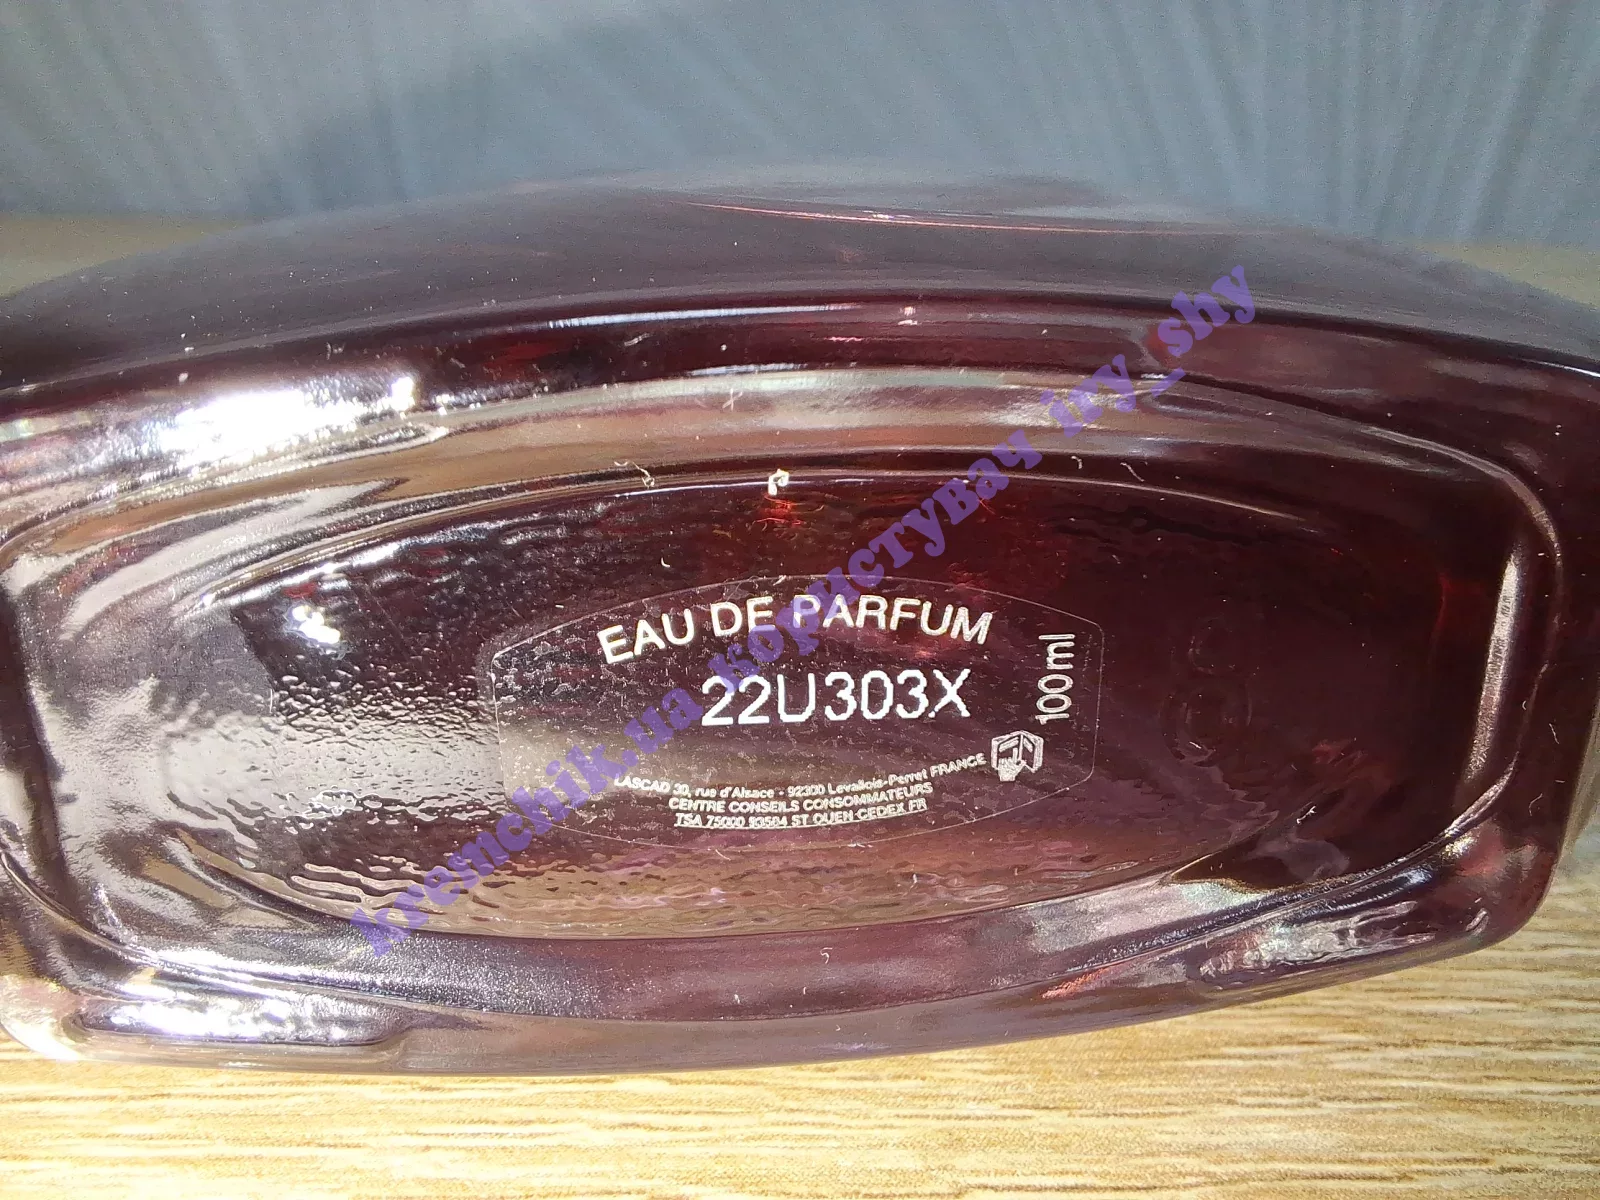 EAU DE PARFUM
22U303X
100ml
LASCAD 30, rue d'Alsace - 92300 Levallois-Perret FRANCE
CENTRE CONSEILS CONSOMMATEURS
TSA 75000 93584 ST OUEN CEDEX.FR
kremchik.ua користувач iry_shy